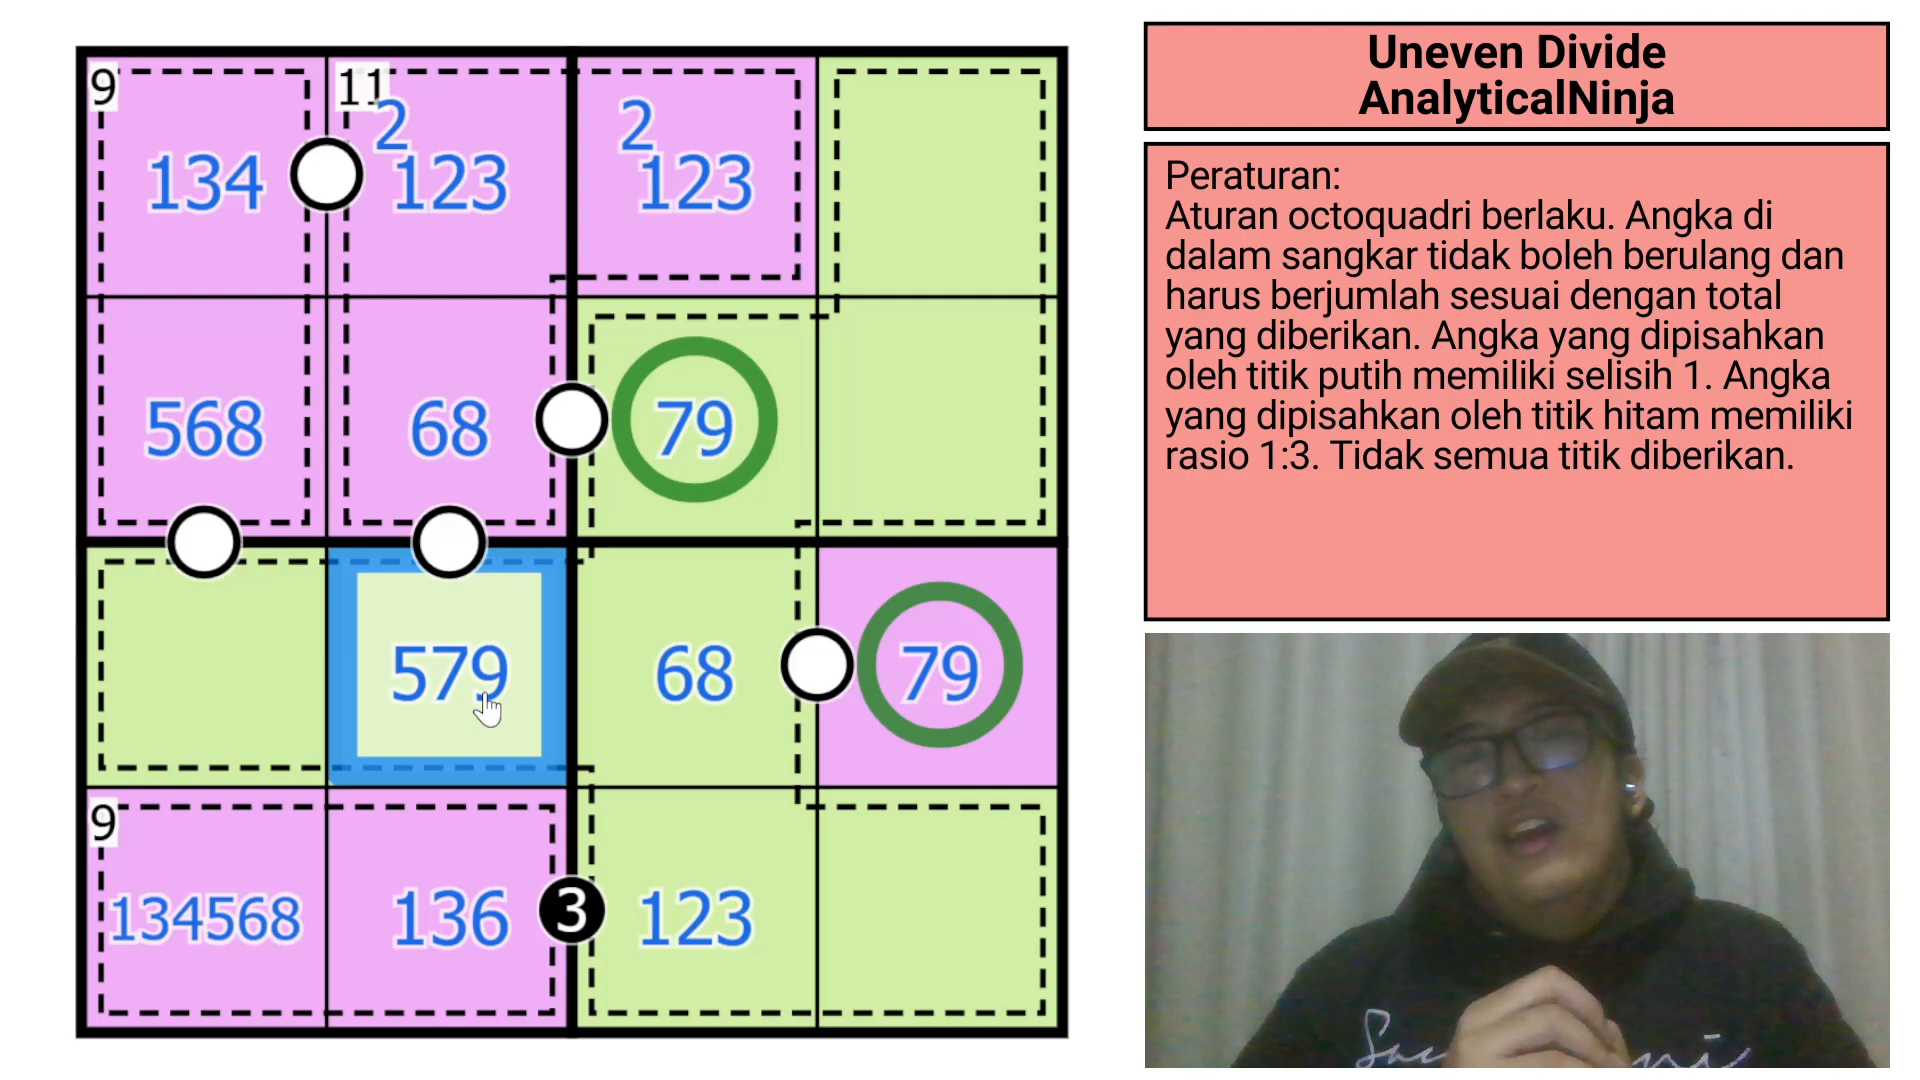 Uneven Divide
AnalyticalNinja
Peraturan:
Aturan octoquadri berlaku. Angka di
dalam sangkar tidak boleh berulang dan
harus berjumlah sesuai dengan total
yang diberikan. Angka yang dipisahkan
oleh titik putih memiliki selisih 1. Angka
yang dipisahkan oleh titik hitam memiliki
rasio 1:3. Tidak semua titik diberikan.
9 11 2 2
134 123 123
568 68 79
579 68 79
9
134568 136 3 123